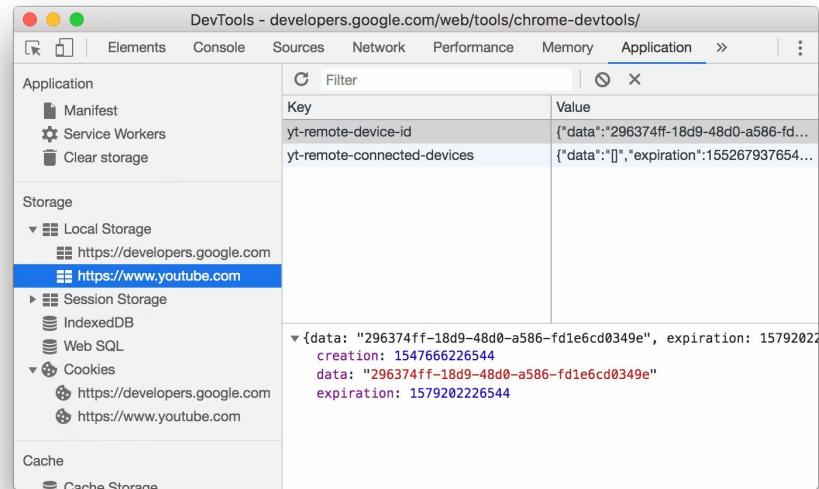 DevTools - developers.google.com/web/tools/chrome-devtools/
Elements Console Sources Network Performance Memory Application »
Application
Manifest
Service Workers
Clear storage
Storage
Local Storage
https://developers.google.com
https://www.youtube.com
Session Storage
IndexedDB
Web SQL
Cookies
https://developers.google.com
https://www.youtube.com
Cache
Cache Storage
Filter
Key Value
yt-remote-device-id {"data":"296374ff-18d9-48d0-a586-fd...
yt-remote-connected-devices {"data":"[]","expiration":155267937654...
{data: "296374ff-18d9-48d0-a586-fd1e6cd0349e", expiration: 1579202
creation: 1547666226544
data: "296374ff-18d9-48d0-a586-fd1e6cd0349e"
expiration: 1579202226544